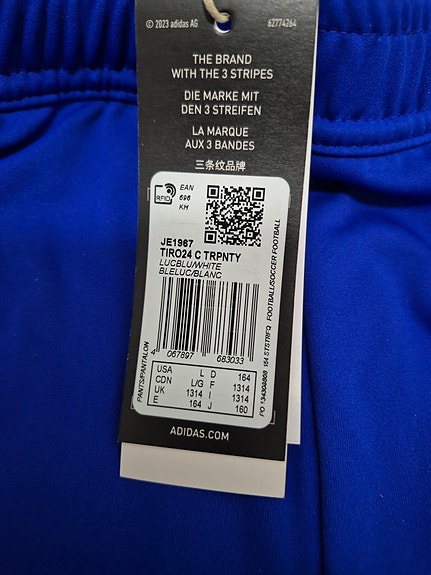 © 2023 adidas AG 62774264
THE BRAND
WITH THE 3 STRIPES
DIE MARKE MIT
DEN 3 STREIFEN
LA MARQUE
AUX 3 BANDES
三条纹品牌
RFID
EAN
696
KH
JE1967
TIRO24 C TRPNTY
LUCBLU/WHITE
BLELUC/BLANC
4 067897 683033
USA L D 164
CDN L/G F 1314
UK 1314 I 1314
E 164 J 160
PANTS/PANTALON
FOOTBALL/SOCCER FOOTBALL
ADIDAS.COM